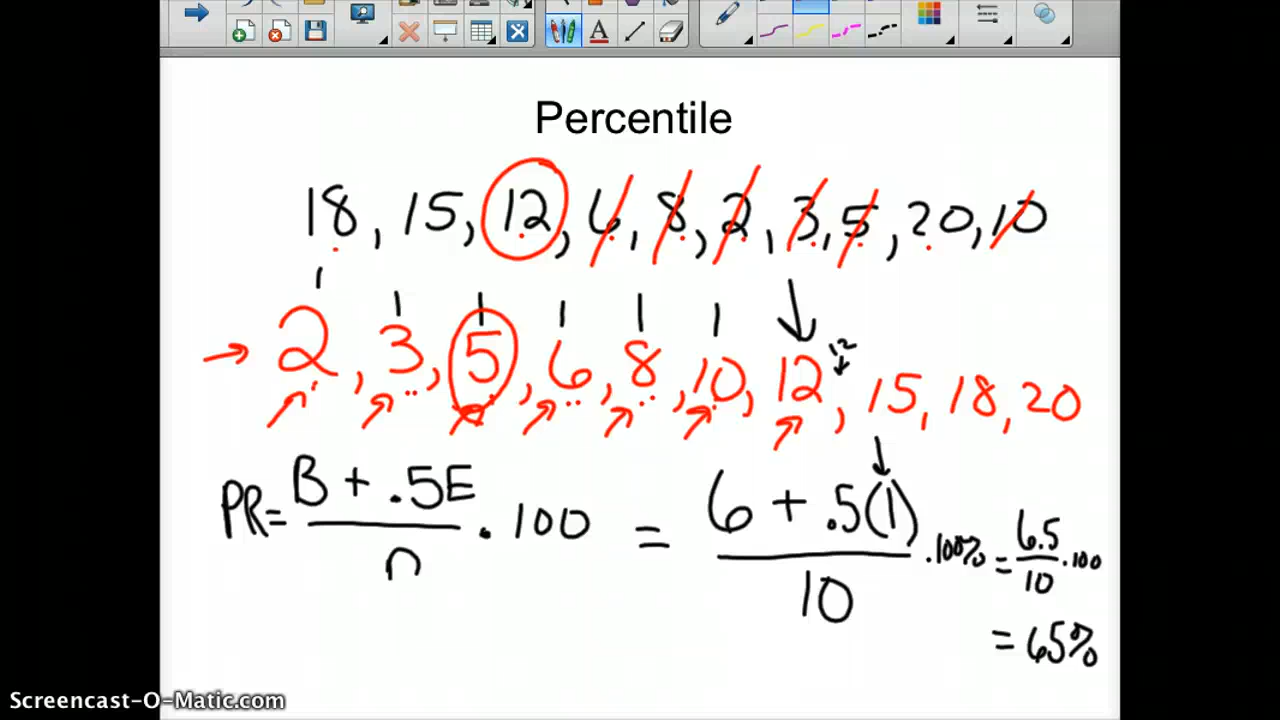 Percentile
18, 15, 12, 6, 8, 2, 3, 5, 20, 10
2, 3, 5, 6, 8, 10, 12, 15, 18, 20
12
PR = B + .5E / n . 100 = 6 + .5(1) / 10 . 100% = 6.5 / 10 . 100
= 65%
Screencast-O-Matic.com